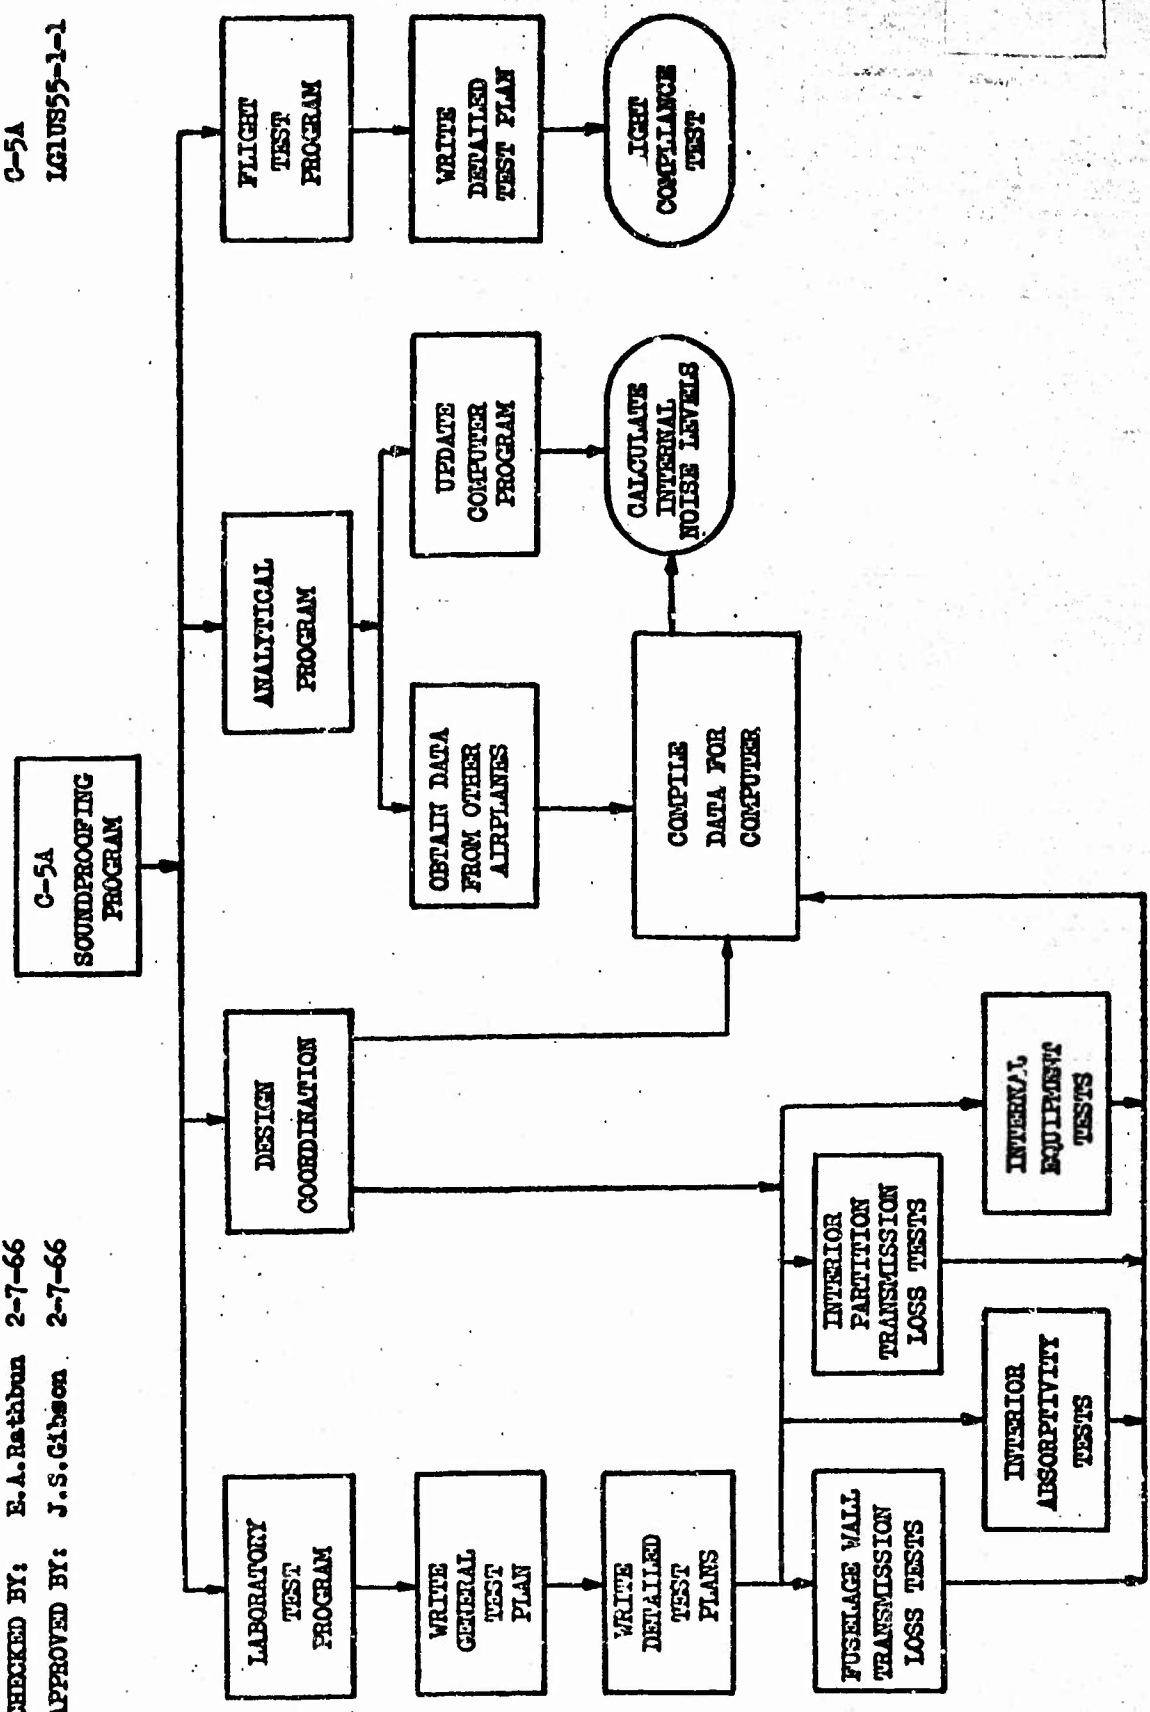 CHECKED BY: E.A.Rathbun 2-7-66
APPROVED BY: J.S.Gibson 2-7-66
C-5A
LG1US55-1-1
C-5A
SOUNDPROOFING
PROGRAM
LABORATORY
TEST
PROGRAM
DESIGN
COORDINATION
ANALYTICAL
PROGRAM
FLIGHT
TEST
PROGRAM
WRITE
GENERAL
TEST
PLAN
OBTAIN DATA
FROM OTHER
AIRPLANES
UPDATE
COMPUTER
PROGRAM
WRITE
DETAILED
TEST PLAN
WRITE
DETAILED
TEST
PLANS
COMPILE
DATA FOR
COMPUTER
CALCULATE
INTERNAL
NOISE LEVELS
COMPLIANCE
TEST
FUSELAGE WALL
TRANSMISSION
LOSS TESTS
INTERIOR
PARTITION
TRANSMISSION
LOSS TESTS
INTERIOR
ABSORPTIVITY
TESTS
INTERNAL
EQUIPMENT
TESTS